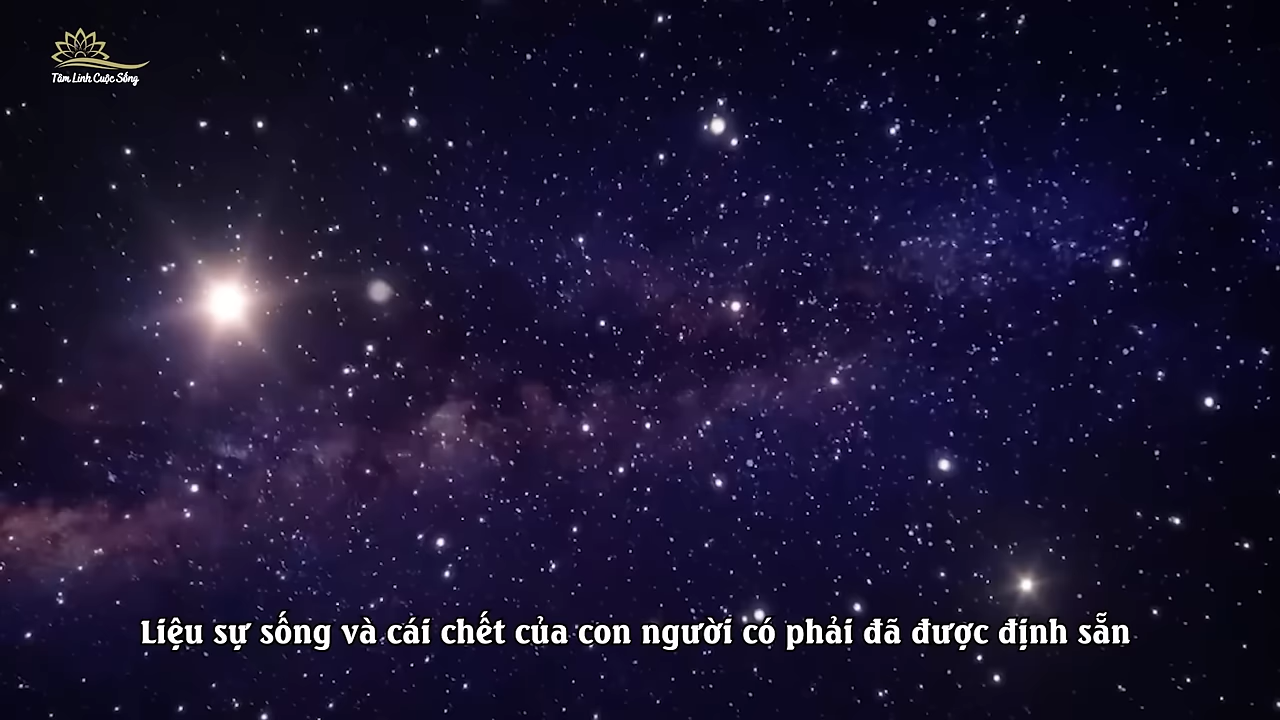 Tâm Linh Cuộc Sống
Liệu sự sống và cái chết của con người có phải đã được định sẵn